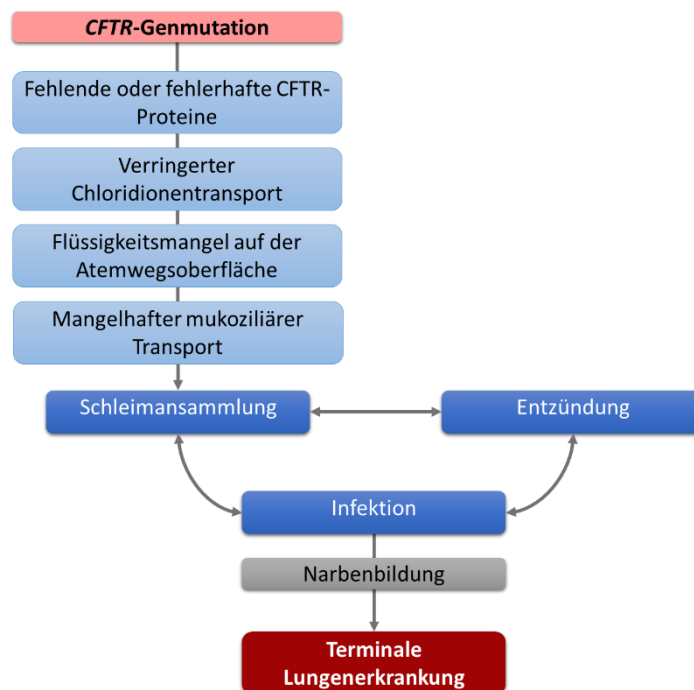 CFTR-Genmutation
Fehlende oder fehlerhafte CFTR-
Proteine
Verringerter
Chloridionentransport
Flüssigkeitsmangel auf der
Atemwegsoberfläche
Mangelhafter mukoziliärer
Transport
Schleimansammlung
Entzündung
Infektion
Narbenbildung
Terminale
Lungenerkrankung